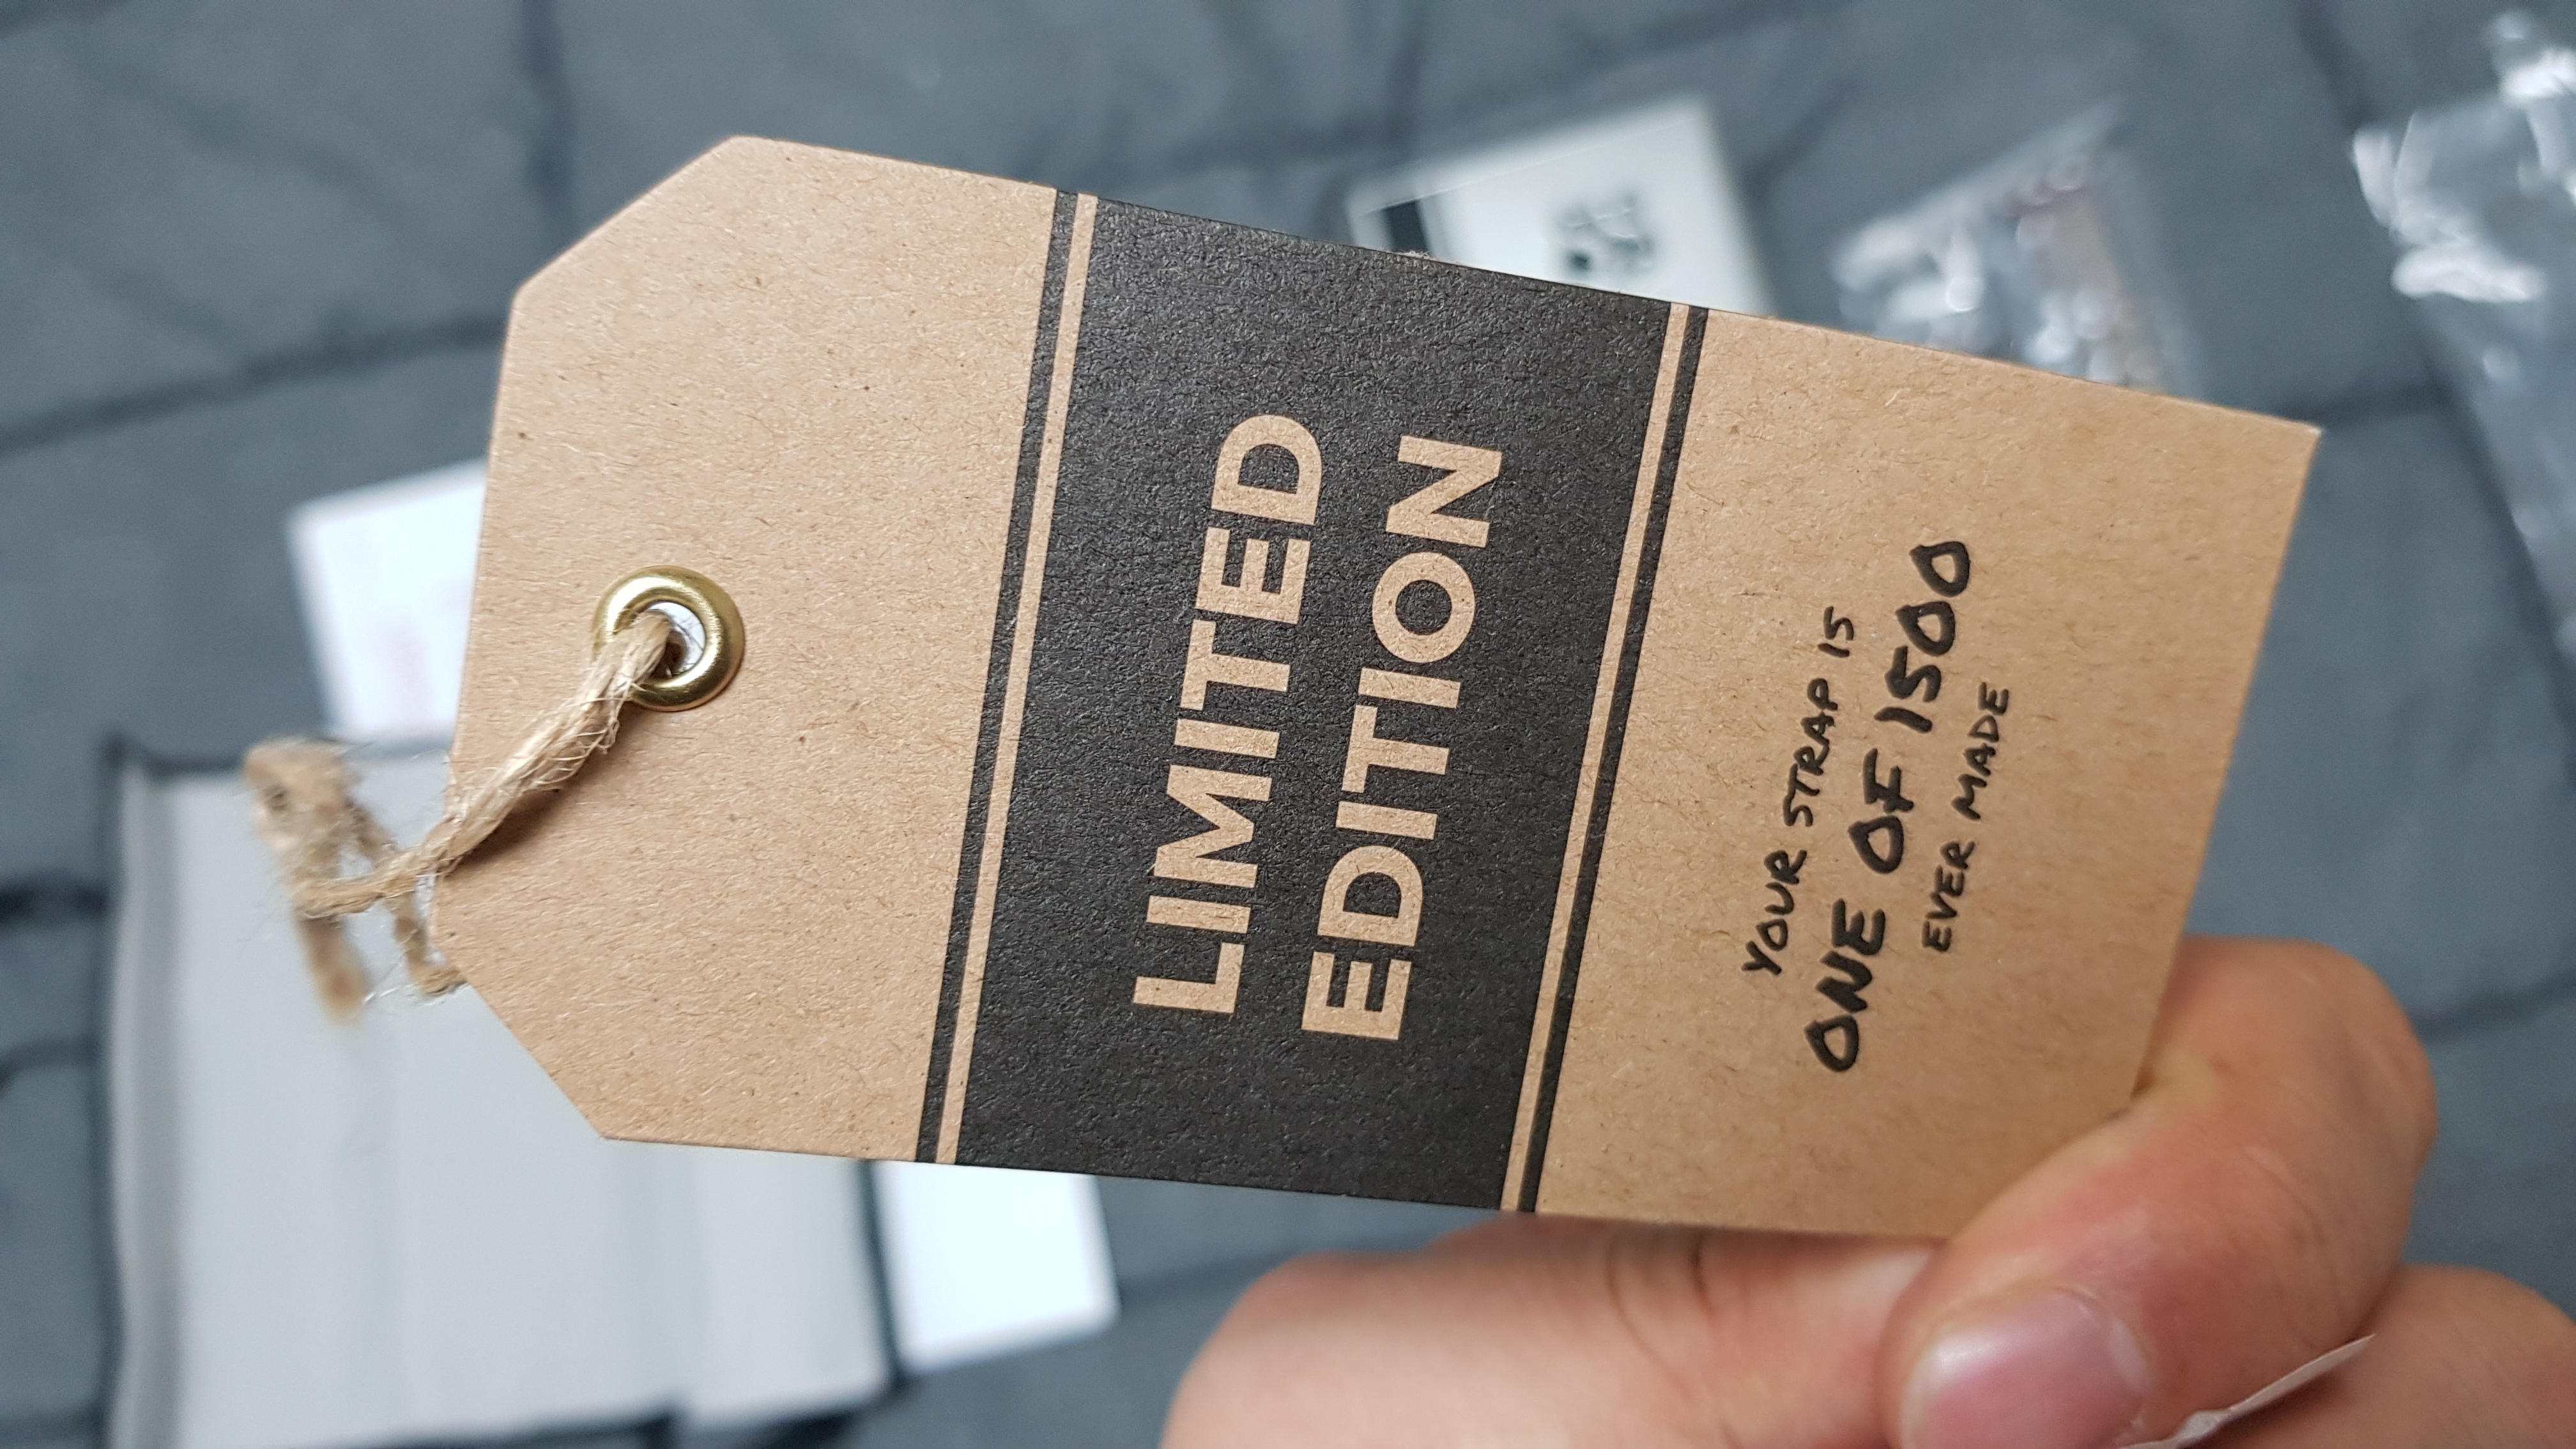 LIMITED
EDITION
YOUR STRAP IS
ONE OF 1500
EVER MADE